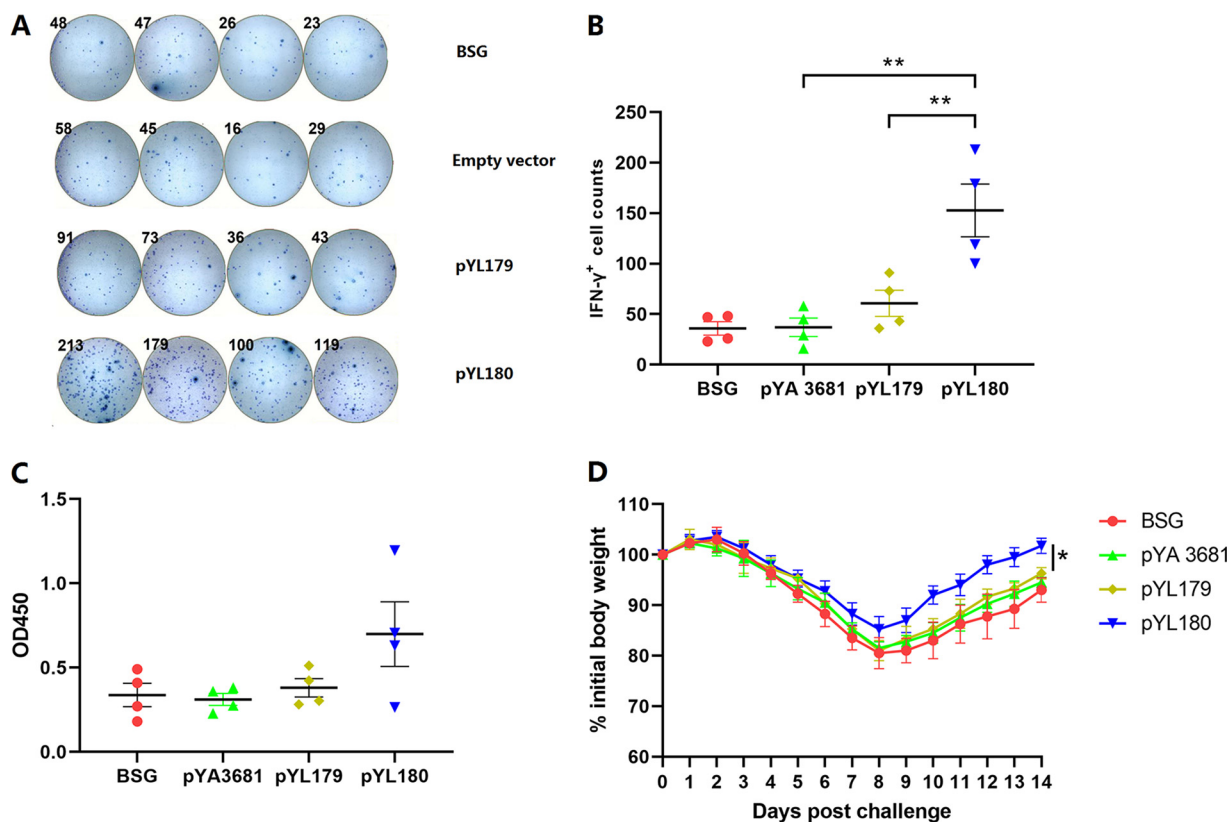 A
48 47 26 23
BSG
58 45 16 29
Empty vector
91 73 36 43
pYL179
213 179 100 119
pYL180
B
**
**
250
200
150
100
50
0
IFN-γ+ cell counts
BSG pYA 3681 pYL179 pYL180
C
1.5
1.0
0.5
0.0
OD450
BSG pYA3681 pYL179 pYL180
D
110
100
90
80
70
60
% initial body weight
0 1 2 3 4 5 6 7 8 9 10 11 12 13 14
Days post challenge
BSG
pYA 3681
pYL179
pYL180
*